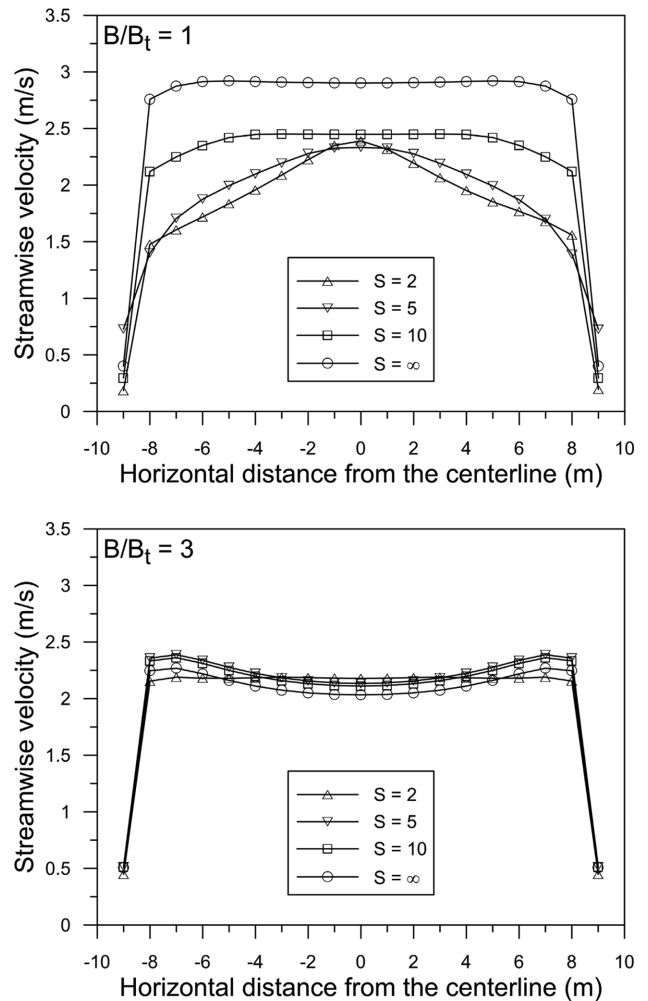 B/Bt = 1
Streamwise velocity (m/s)
3.5
3
2.5
2
1.5
1
0.5
0
S = 2
S = 5
S = 10
S = ∞
-10 -8 -6 -4 -2 0 2 4 6 8 10
Horizontal distance from the centerline (m)
B/Bt = 3
Streamwise velocity (m/s)
3.5
3
2.5
2
1.5
1
0.5
0
S = 2
S = 5
S = 10
S = ∞
-10 -8 -6 -4 -2 0 2 4 6 8 10
Horizontal distance from the centerline (m)